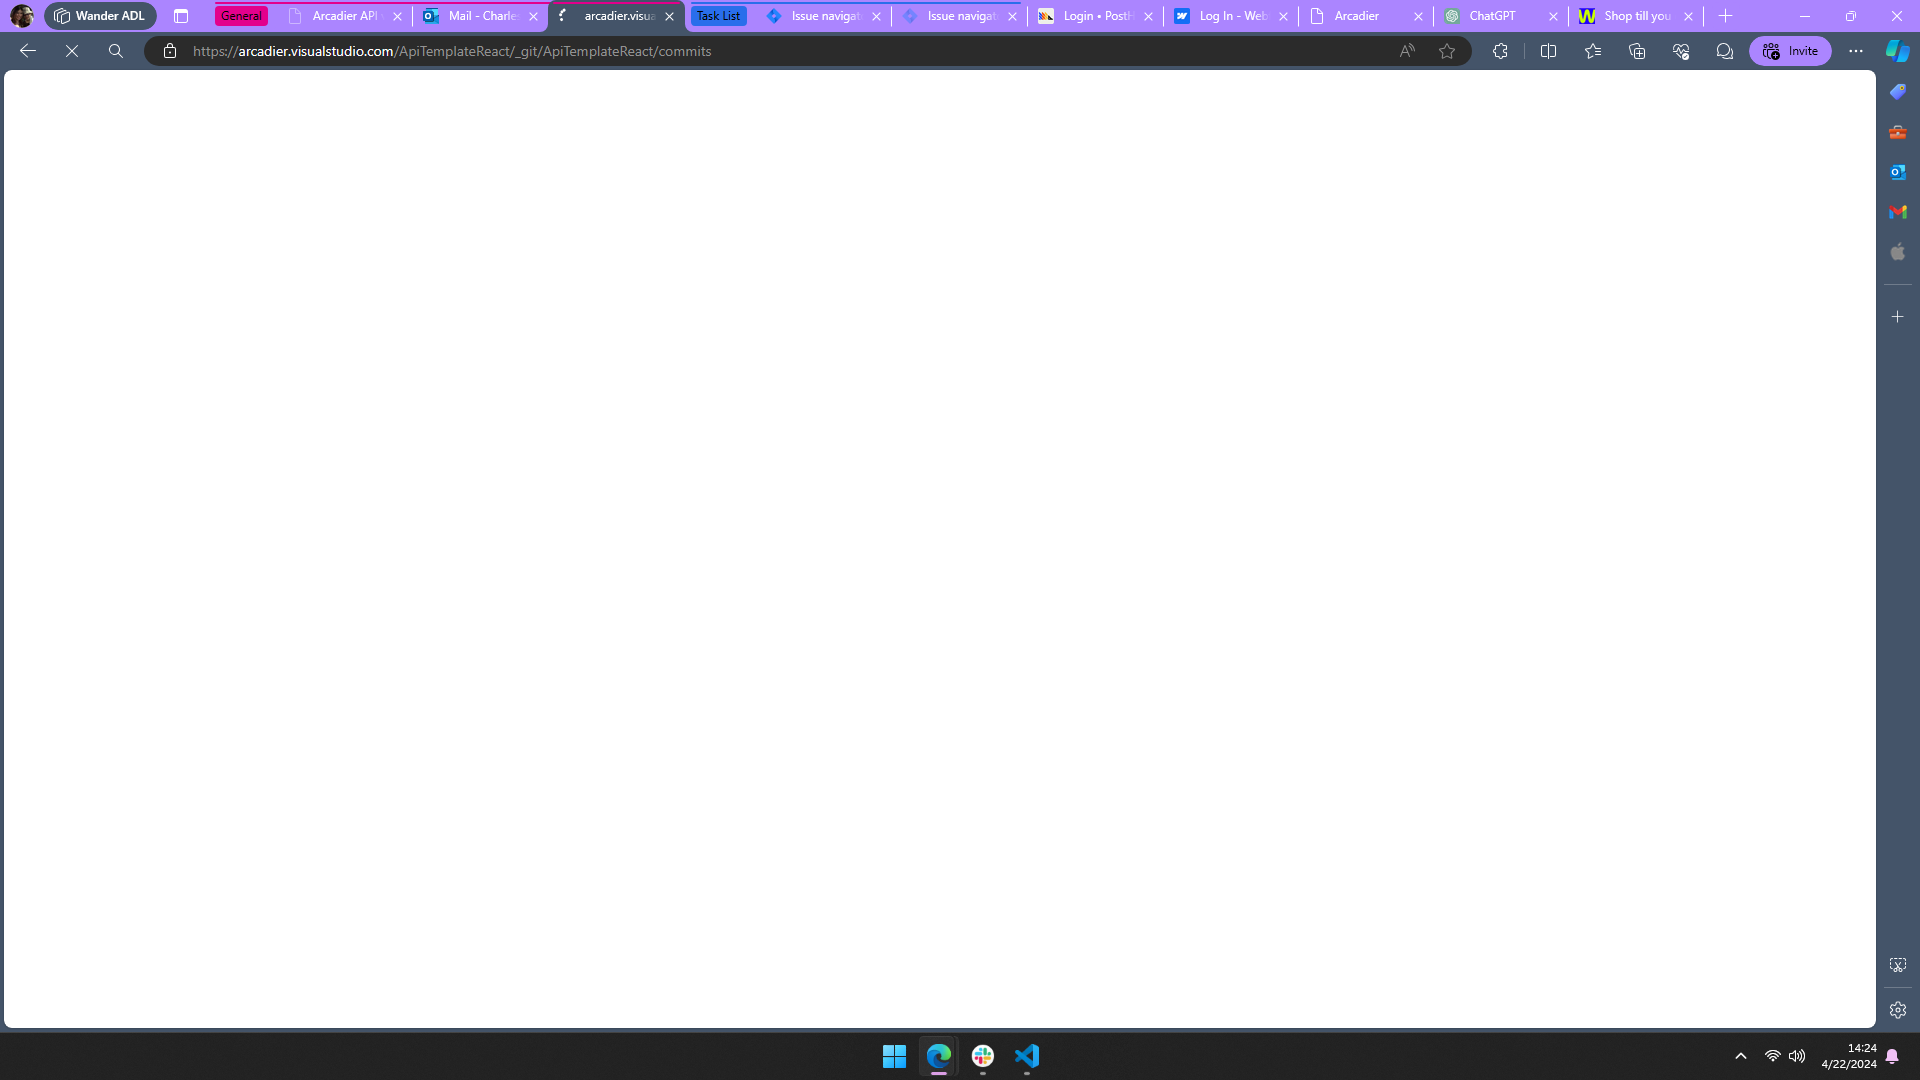 Wander ADL
General
Arcadier API
Mail - Charle
arcadier.visua
Task List
Issue navigat
Issue navigati
Login • PostH
Log In - Web
Arcadier
ChatGPT
Shop till you
https://arcadier.visualstudio.com/ApiTemplateReact/_git/ApiTemplateReact/commits
Invite
14:24
4/22/2024